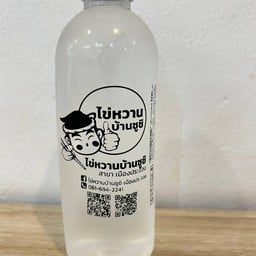 ไข่หวาน
บ้านซูชิ
ไข่หวานบ้านซูชิ
สาขา เมืองประจวบ
ไข่หวานบ้านซูชิ เมืองประจวบ
061-694-2241